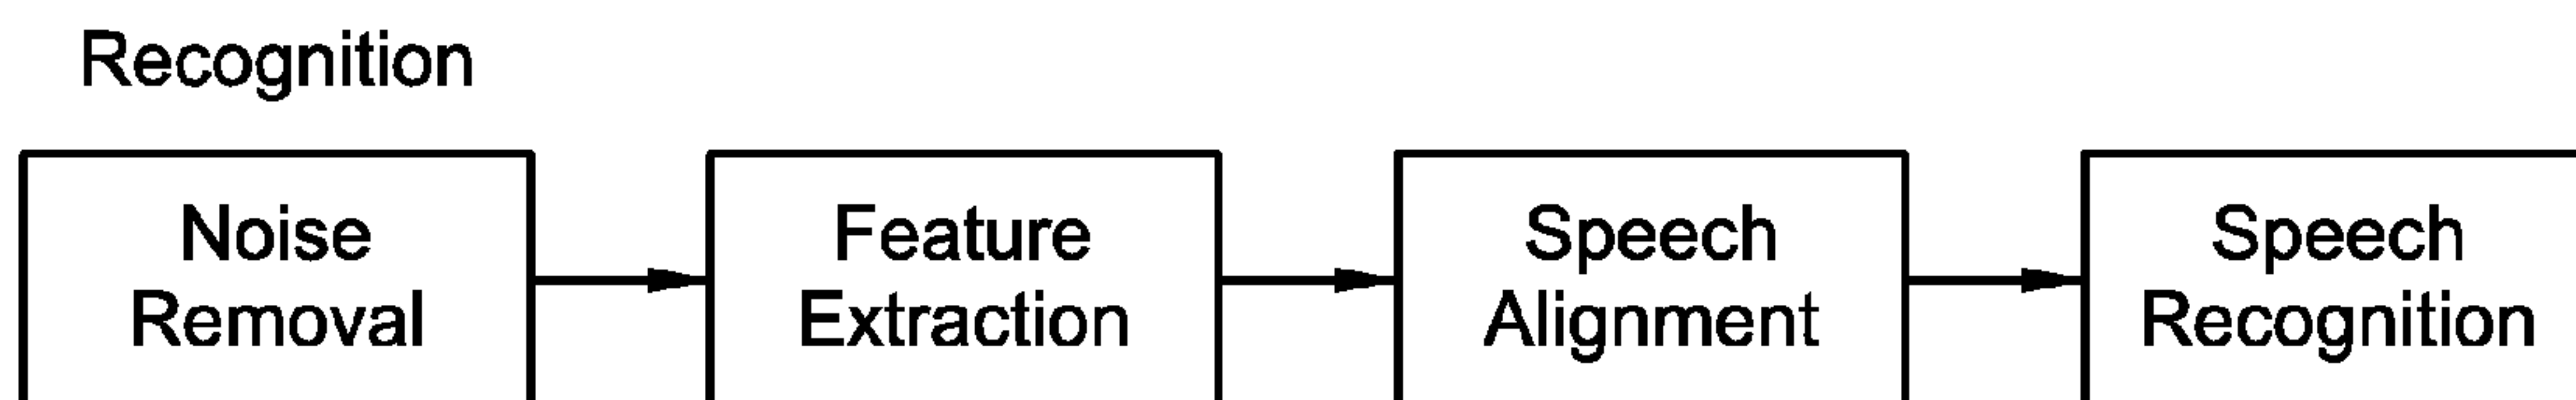 Recognition
Noise
Removal
Feature
Extraction
Speech
Alignment
Speech
Recognition